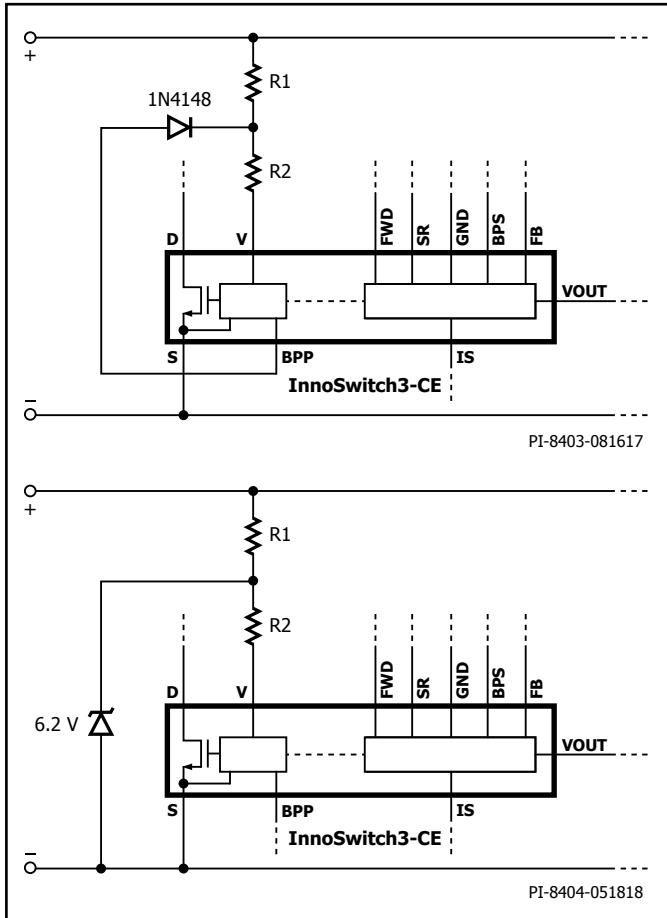 +
R1
1N4148
R2
D
V
FWD
SR
GND
BPS
FB
VOUT
S
BPP
IS
InnoSwitch3-CE
–
PI-8403-081617
+
R1
R2
6.2 V
D
V
FWD
SR
GND
BPS
FB
VOUT
S
BPP
IS
InnoSwitch3-CE
–
PI-8404-051818